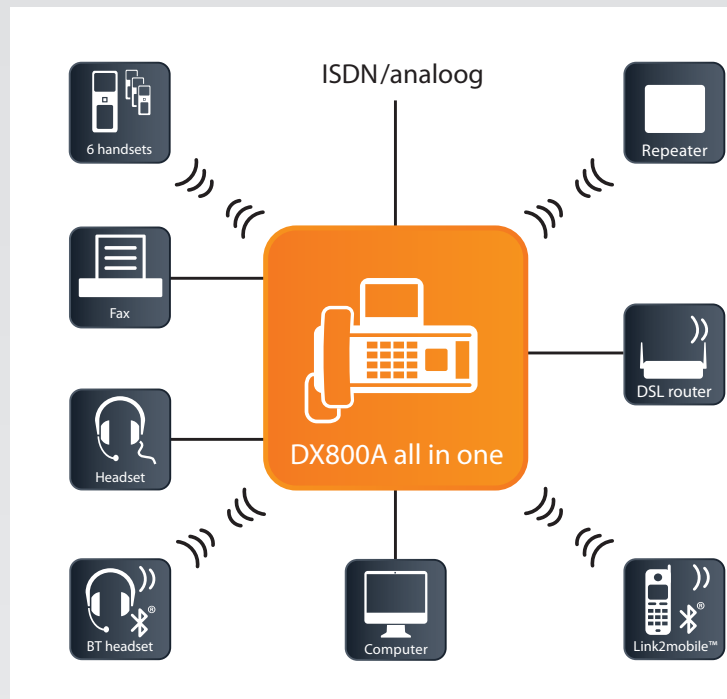 ISDN/analoog
6 handsets
Repeater
Fax
DSL router
DX800A all in one
Headset
BT headset
®
Computer
Link2mobile™
®